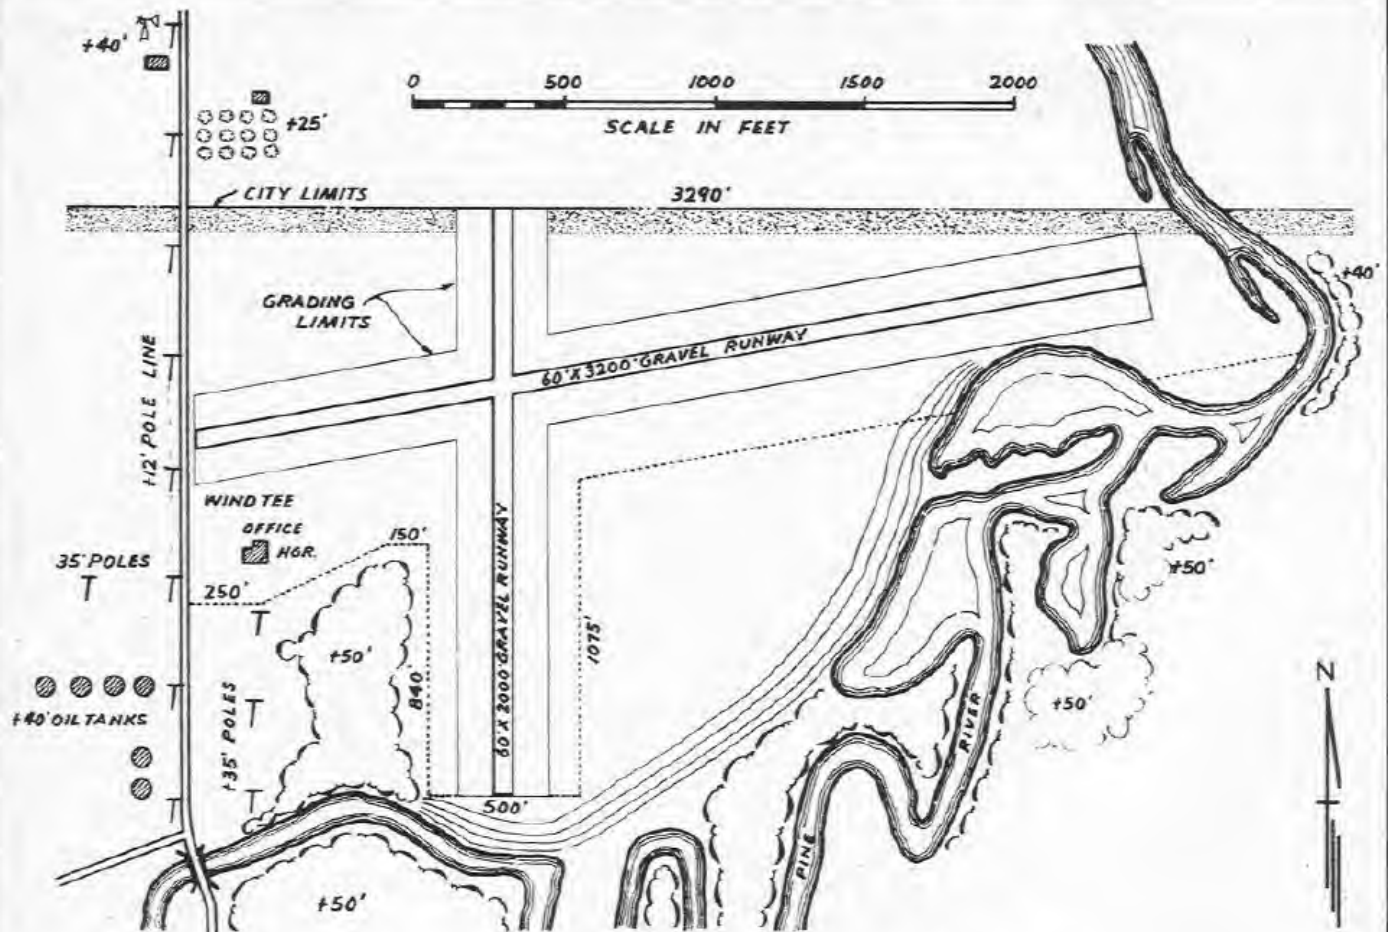 +40'
0 500 1000 1500 2000
SCALE IN FEET
+25'
CITY LIMITS
3290'
+40'
GRADING
LIMITS
60' X 3200' GRAVEL RUNWAY
+12' POLE LINE
WIND TEE
OFFICE
HGR.
150'
35' POLES
250'
60' X 2000' GRAVEL RUNWAY
+50'
1075'
+50'
840'
N
+50'
+40' OIL TANKS
+35' POLES
RIVER
PINE
500'
+50'